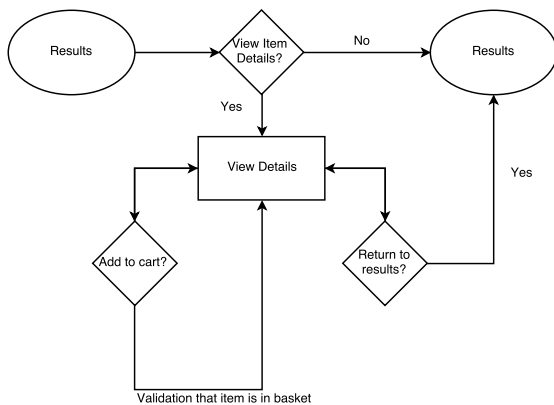 Results
View Item
Details?
No
Results
Yes
View Details
Yes
Add to cart?
Return to
results?
Validation that item is in basket